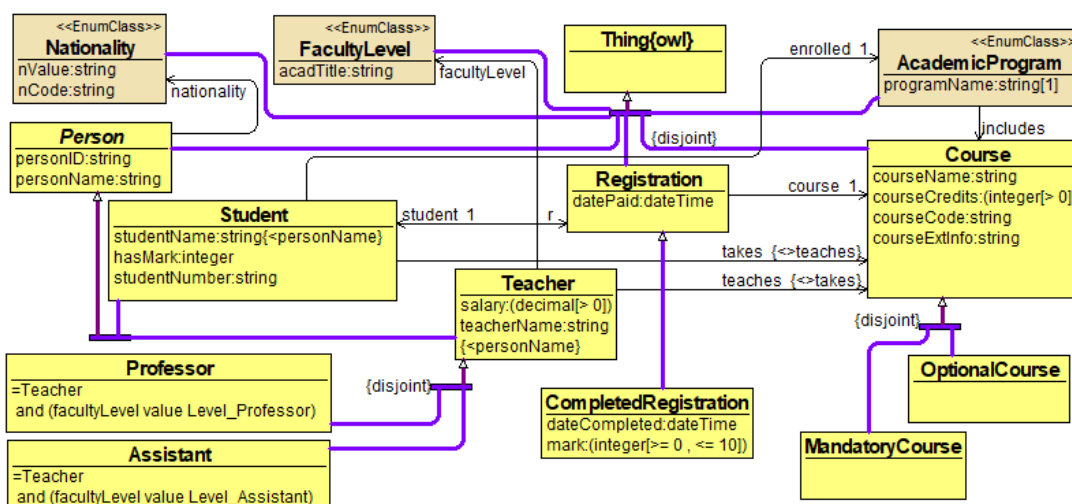 <<EnumClass>>
Nationality
nValue:string
nCode:string
nationality
<<EnumClass>>
FacultyLevel
acadTitle:string
facultyLevel
Thing{owl}
enrolled 1
<<EnumClass>>
AcademicProgram
programName:string[1]
includes
{disjoint}
Person
personID:string
personName:string
Registration
datePaid:dateTime
course 1
Course
courseName:string
courseCredits:(integer[> 0]
courseCode:string
courseExtInfo:string
Student
studentName:string{<personName}
hasMark:integer
studentNumber:string
student 1
r
takes {<>teaches}
teaches {<>takes}
Teacher
salary:(decimal[> 0])
teacherName:string
{<personName}
{disjoint}
{disjoint}
Professor
=Teacher
and (facultyLevel value Level_Professor)
Assistant
=Teacher
and (facultyLevel value Level_Assistant)
CompletedRegistration
dateCompleted:dateTime
mark:(integer[>= 0 , <= 10])
OptionalCourse
MandatoryCourse